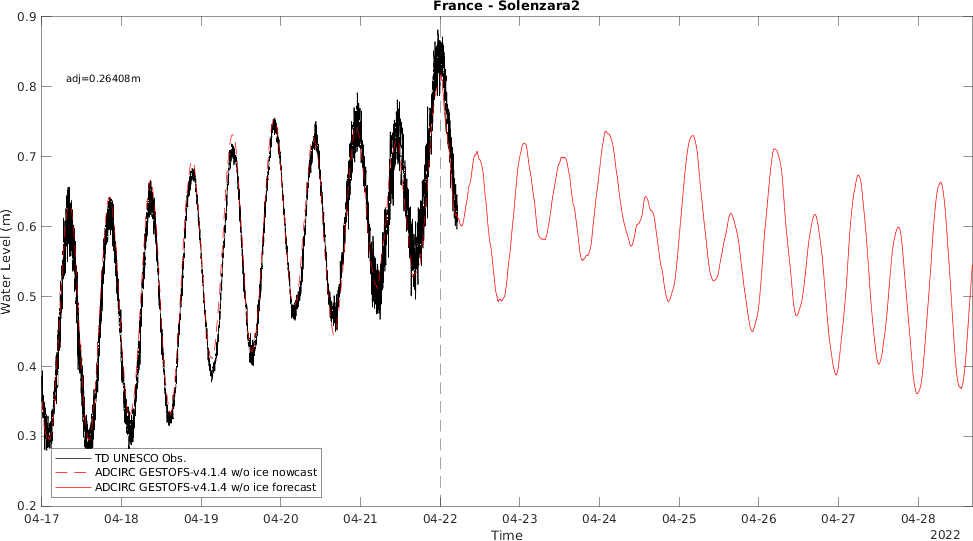 France - Solenzara2
adj=0.26408m
Water Level (m)
0.9
0.8
0.7
0.6
0.5
0.4
0.3
0.2
TD UNESCO Obs.
ADCIRC GESTOFS-v4.1.4 w/o ice nowcast
ADCIRC GESTOFS-v4.1.4 w/o ice forecast
04-17 04-18 04-19 04-20 04-21 04-22 04-23 04-24 04-25 04-26 04-27 04-28
Time
2022